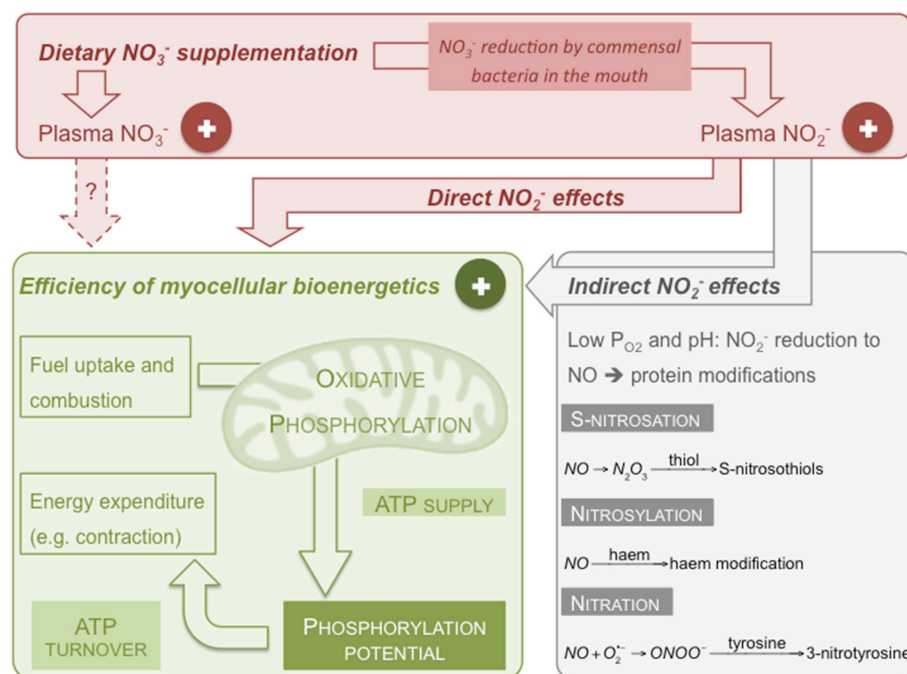 Dietary NO₃⁻ supplementation
NO₃⁻ reduction by commensal
bacteria in the mouth
Plasma NO₃⁻ +
Plasma NO₂⁻ +
?
Direct NO₂⁻ effects
Efficiency of myocellular bioenergetics +
Fuel uptake and
combustion
OXIDATIVE
PHOSPHORYLATION
ATP SUPPLY
Energy expenditure
(e.g. contraction)
ATP
TURNOVER
PHOSPHORYLATION
POTENTIAL
Indirect NO₂⁻ effects
Low P_O2 and pH: NO₂⁻ reduction to
NO ➔ protein modifications
S-NITROSATION
NO → N₂O₃ —thiol→ S-nitrosothiols
NITROSYLATION
NO —haem→ haem modification
NITRATION
NO + O₂•⁻ → ONOO⁻ —tyrosine→ 3-nitrotyrosine